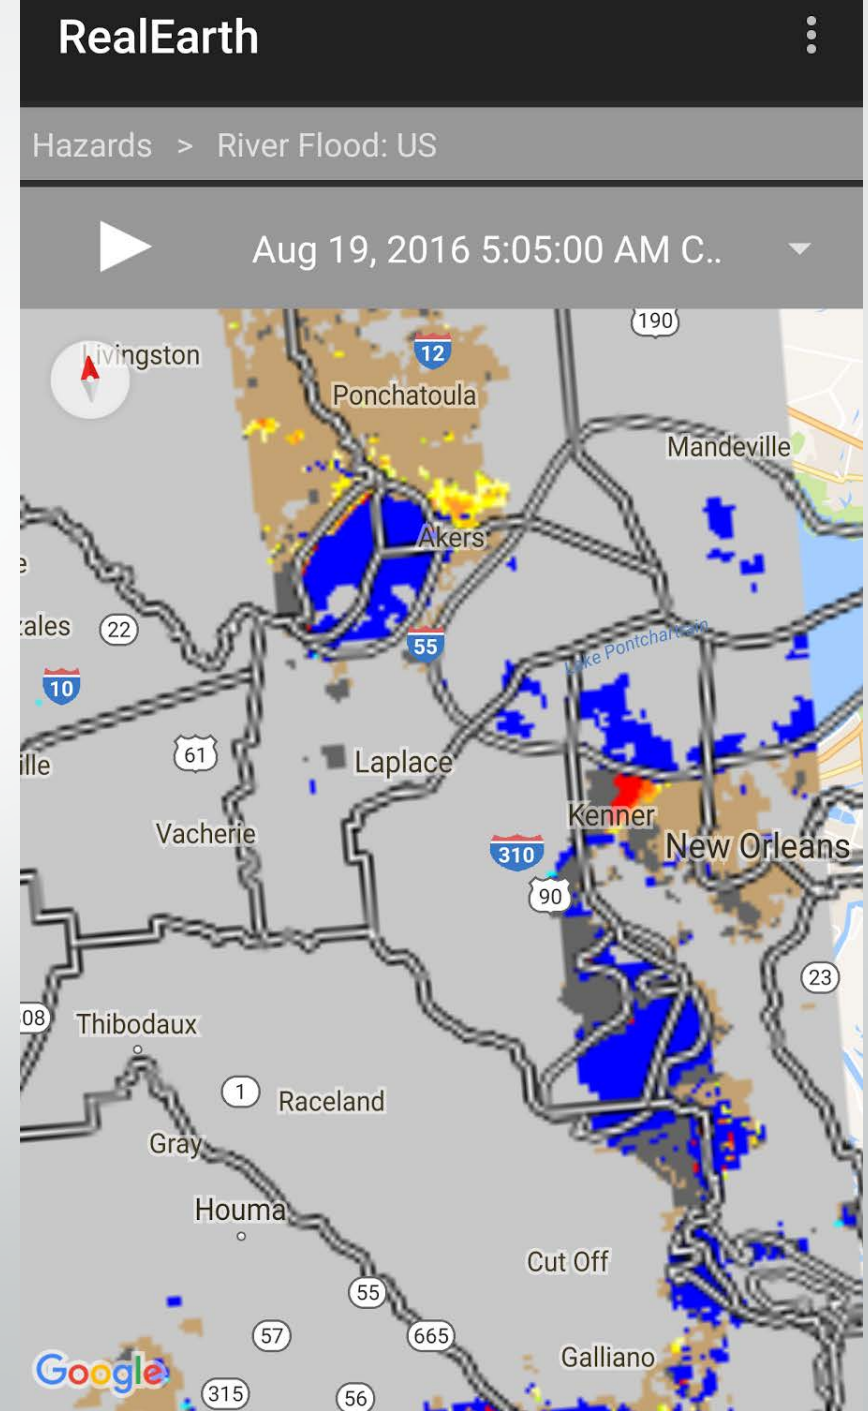 RealEarth
Hazards > River Flood: US
Aug 19, 2016 5:05:00 AM C..
190
Livingston
12
Ponchatoula
Mandeville
Akers
22
55
Lake Pontchartrain
10
61
Laplace
Kenner
Vacherie
310
New Orleans
90
23
Thibodaux
1
Raceland
Gray
Houma
Cut Off
55
57
665
Galliano
Google
315
56